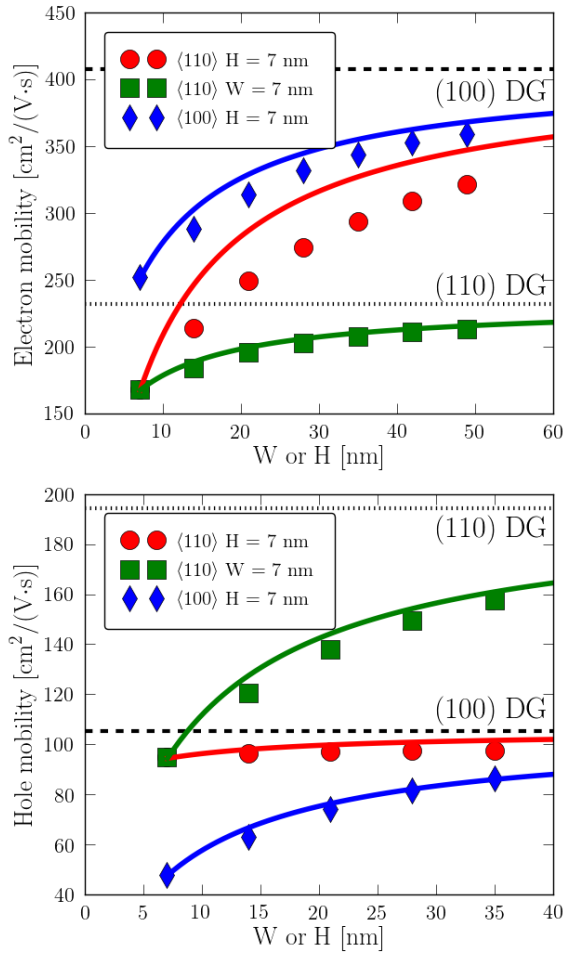 450
400
350
300
250
200
150
Electron mobility [cm²/(V·s)]
⟨110⟩ H = 7 nm
⟨110⟩ W = 7 nm
⟨100⟩ H = 7 nm
(100) DG
(110) DG
0 10 20 30 40 50 60
W or H [nm]
200
180
160
140
120
100
80
60
40
Hole mobility [cm²/(V·s)]
⟨110⟩ H = 7 nm
⟨110⟩ W = 7 nm
⟨100⟩ H = 7 nm
(110) DG
(100) DG
0 5 10 15 20 25 30 35 40
W or H [nm]